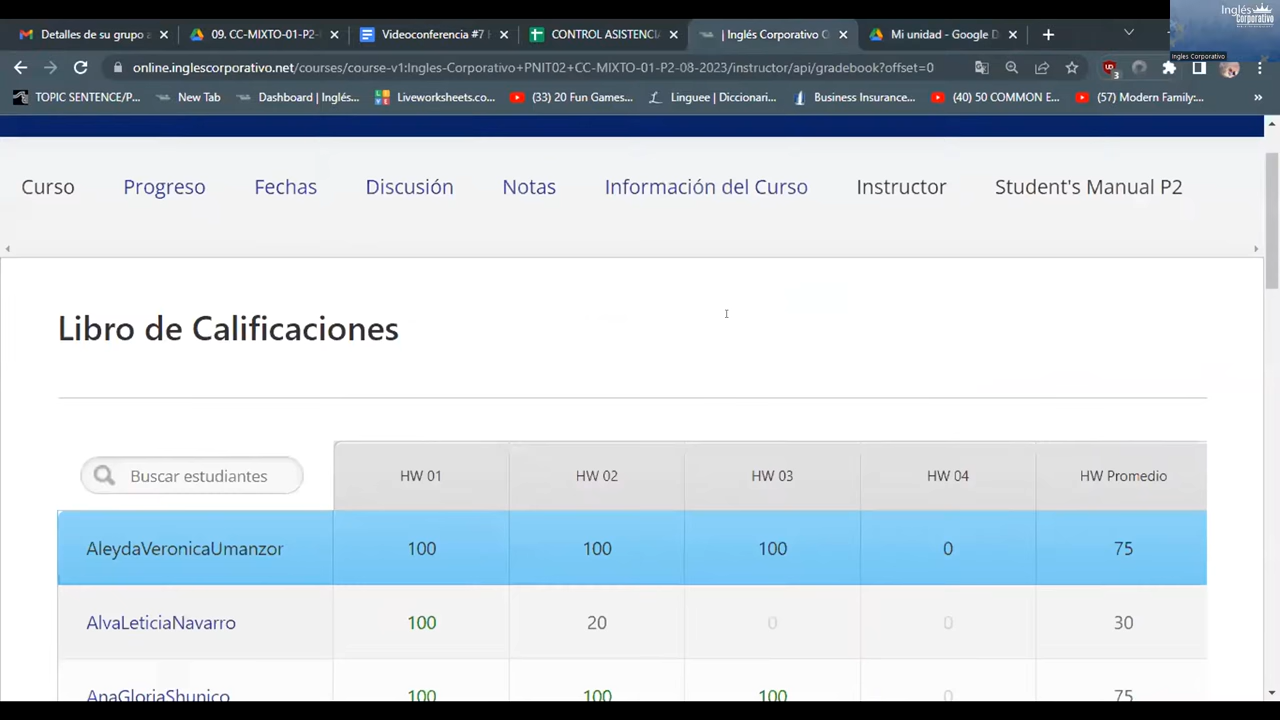 Detalles de su grupo a
09. CC-MIXTO-01-P2-
Videoconferencia #7
CONTROL ASISTENCI
| Inglés Corporativo O
Mi unidad - Google D
Inglés
Corporativo
Ingles Corporativo
online.inglescorporativo.net/courses/course-v1:Ingles-Cor
PNIT02+CC-MIXTO-01-P2-08-2023/instructor/api/gradebook?offset=0
3
TOPIC SENTENCE/P...
New Tab
Dashboard | Inglés...
Liveworksheets.co...
(33) 20 Fun Games...
Linguee | Diccionari...
Business Insurance...
(40) 50 COMMON E...
(57) Modern Family:...
»
Curso
Progreso
Fechas
Discusión
Notas
Información del Curso
Instructor
Student's Manual P2
Libro de Calificaciones
Buscar estudiantes
HW 01
HW 02
HW 03
HW 04
HW Promedio
AleydaVeronicaUmanzor
100
100
100
0
75
AlvaLeticiaNavarro
100
20
0
0
30
AnaGloriaShunico
100
100
100
0
75